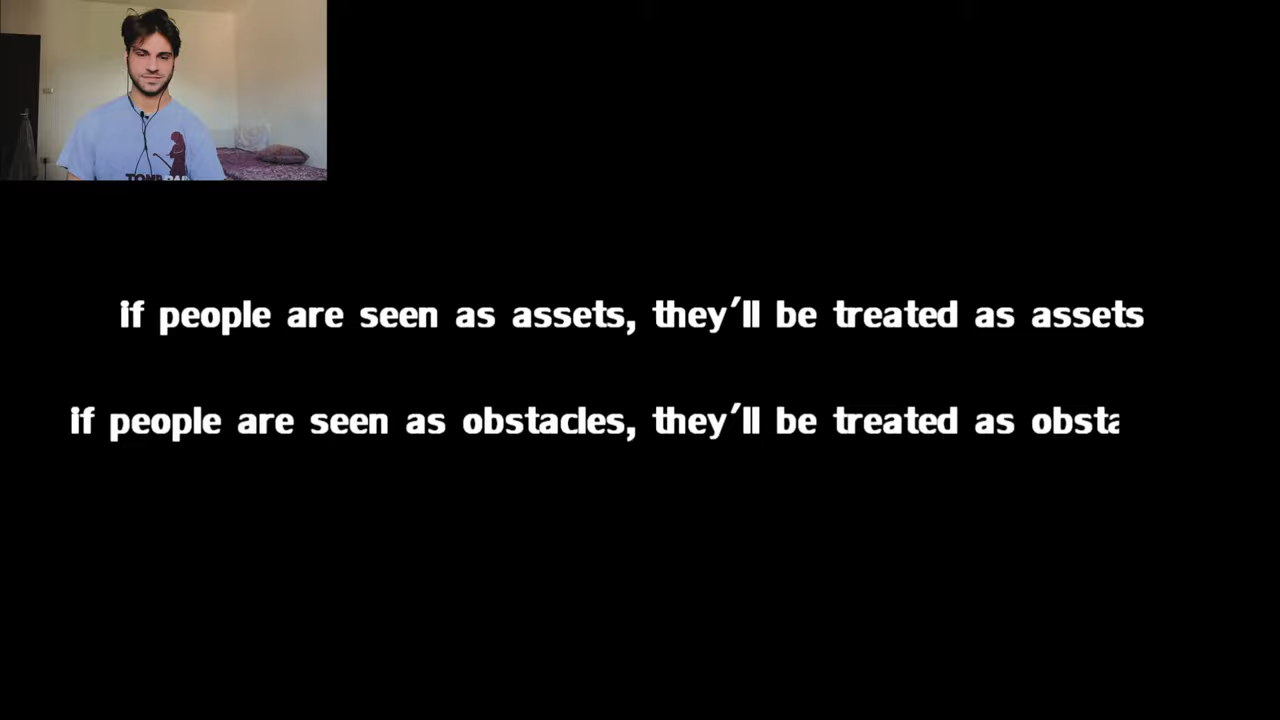 if people are seen as assets, they'll be treated as assets
if people are seen as obstacles, they'll be treated as obsta